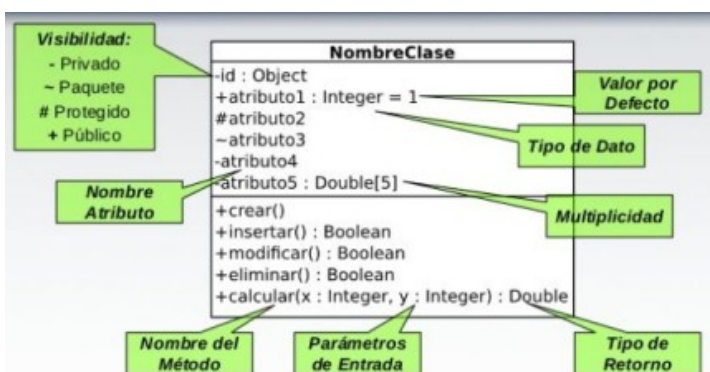 Visibilidad:
- Privado
~ Paquete
# Protegido
+ Público
NombreClase
-id : Object
+atributo1 : Integer = 1
#atributo2
~atributo3
-atributo4
-atributo5 : Double[5]
+crear()
+insertar() : Boolean
+modificar() : Boolean
+eliminar() : Boolean
+calcular(x : Integer, y : Integer) : Double
Valor por
Defecto
Tipo de Dato
Multiplicidad
Nombre
Atributo
Nombre del
Método
Parámetros
de Entrada
Tipo de
Retorno